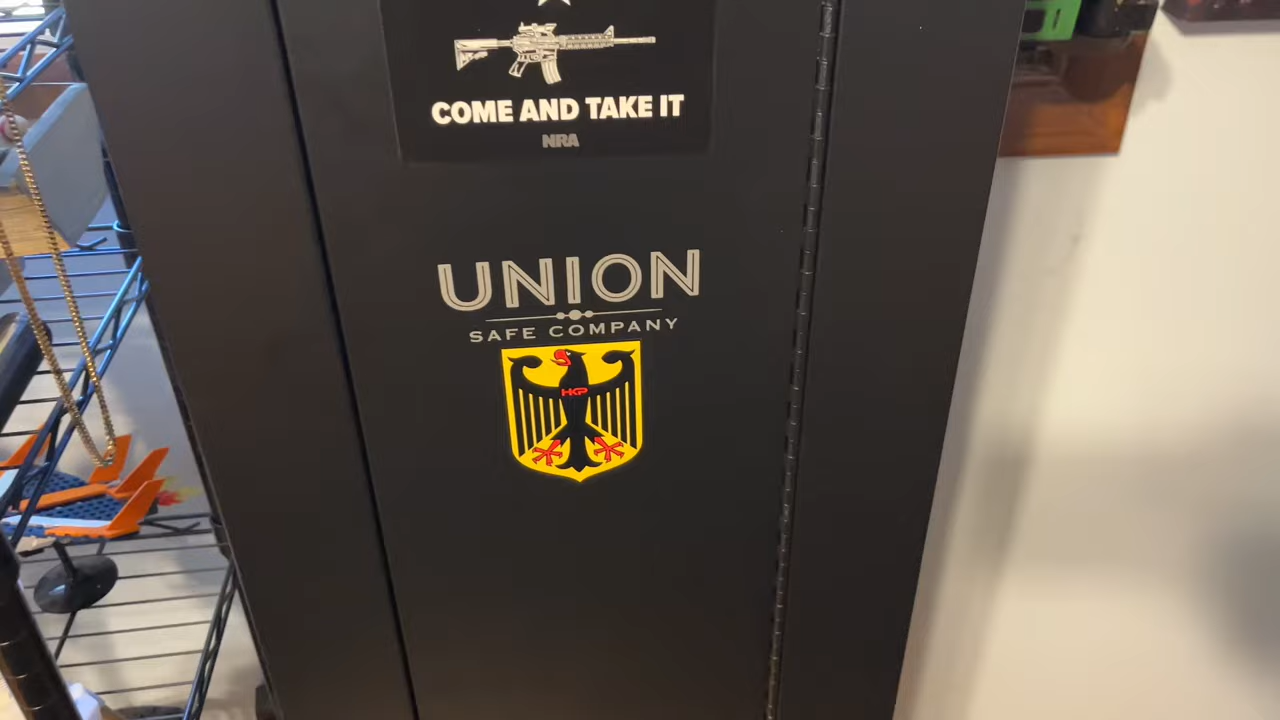 COME AND TAKE IT
NRA
UNION
SAFE COMPANY
HKP